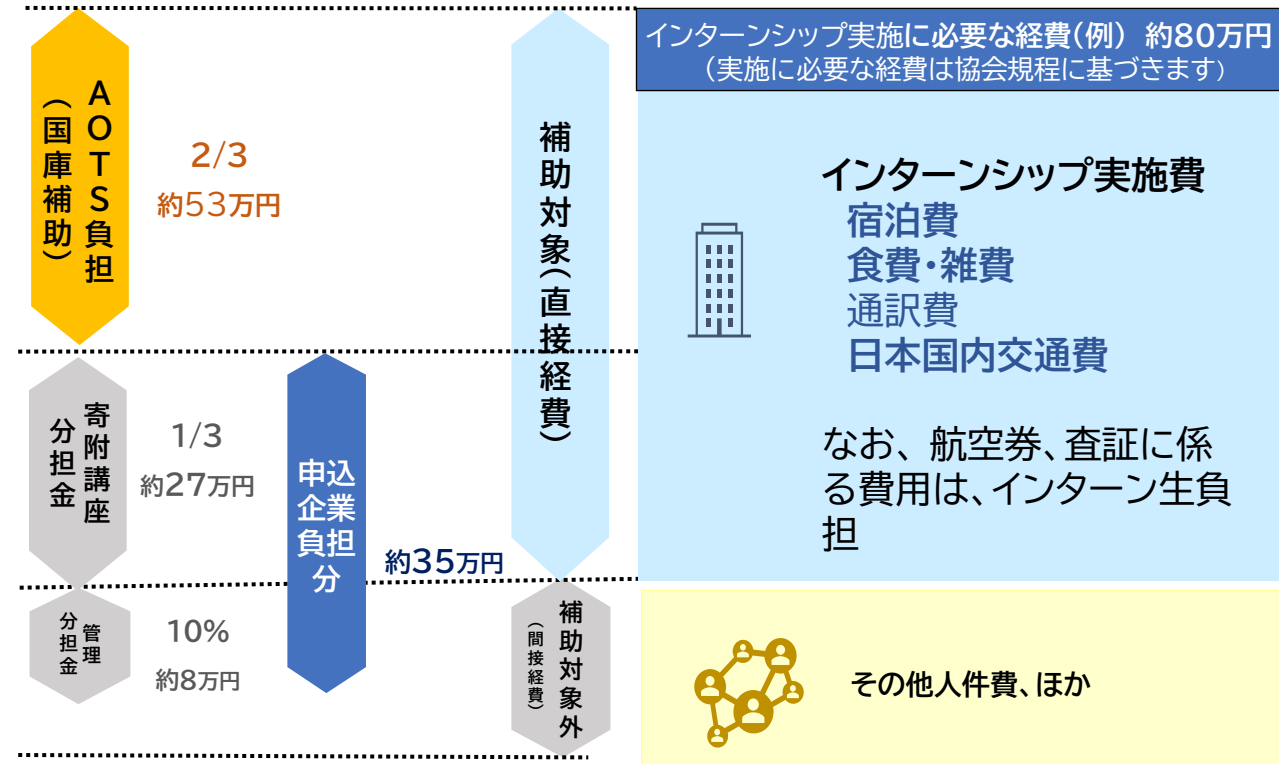 インターンシップ実施に必要な経費(例) 約80万円
(実施に必要な経費は協会規程に基づきます)
AOTS負担
(国庫補助)
2/3
約53万円
補助対象(直接経費)
インターンシップ実施費
宿泊費
食費・雑費
通訳費
日本国内交通費
なお、航空券、査証に係
る費用は、インターン生負
担
寄附講座
分担金
1/3
約27万円
申込
企業
負担
分
約35万円
管理
分担金
10%
約8万円
補助対象外
(間接経費)
その他人件費、ほか